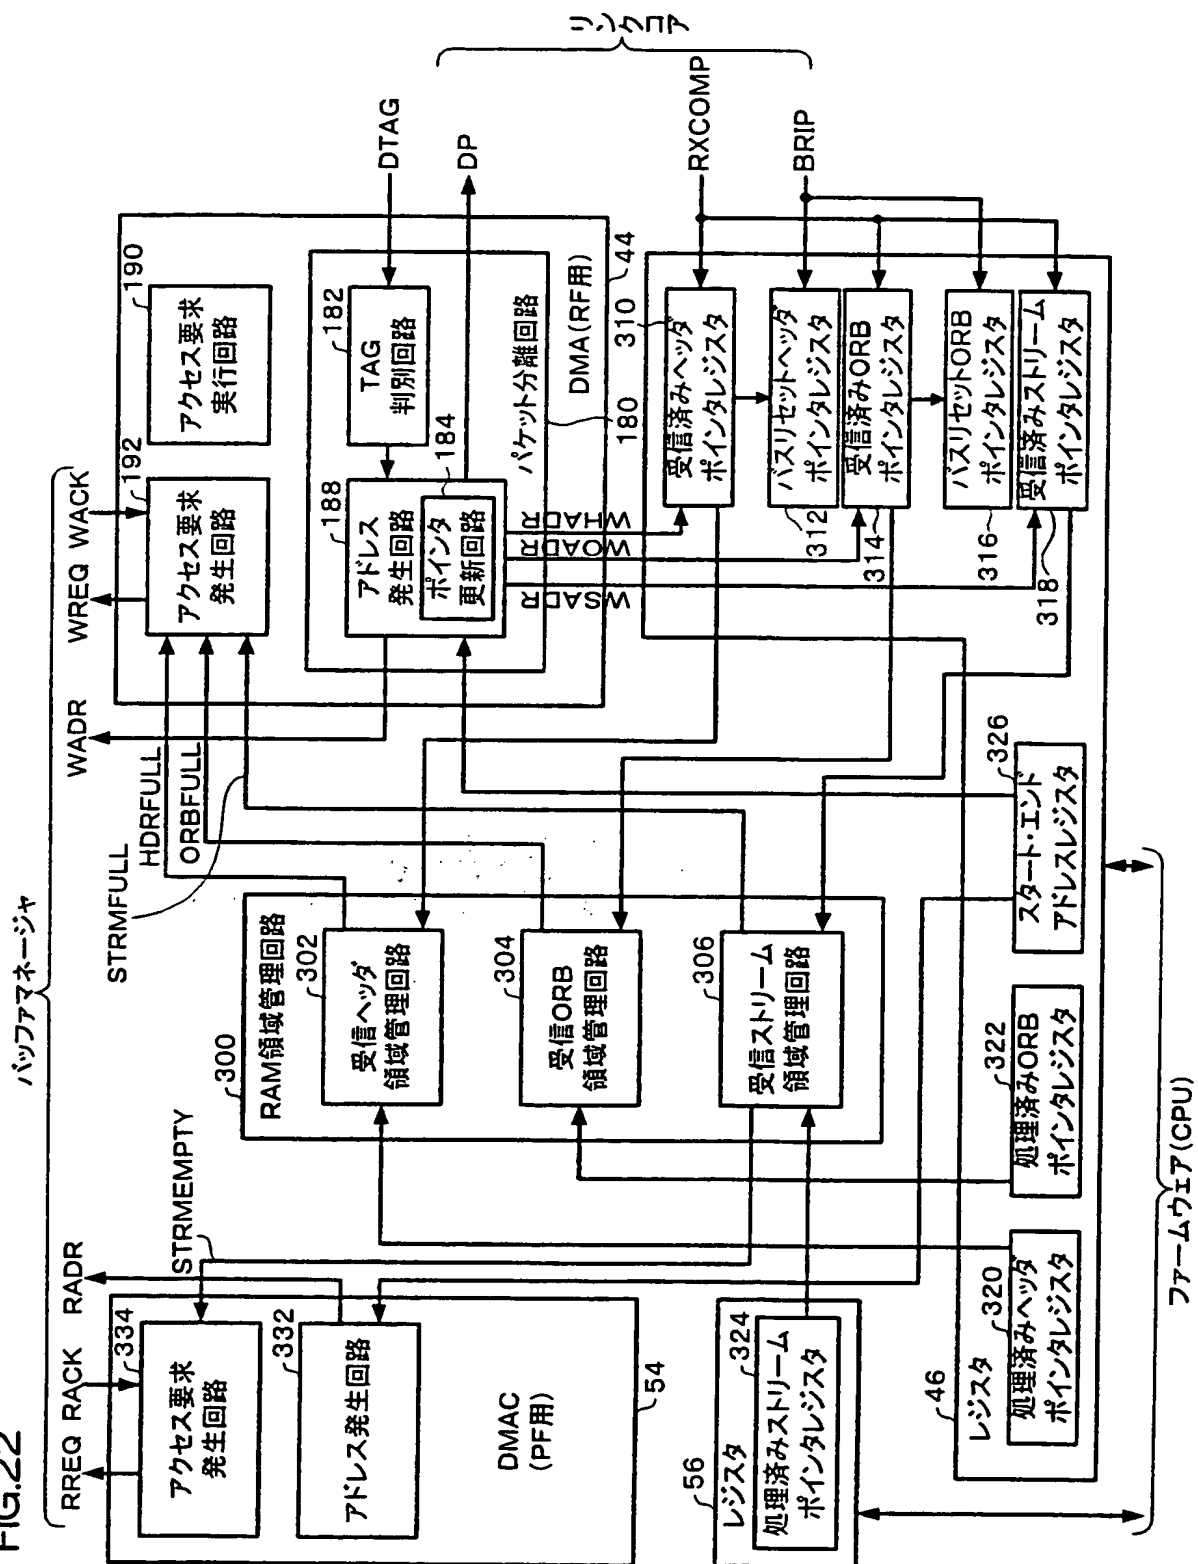 FIG.22
バッファマネージャ
RREQ RACK RADR
WADR
WREQ WACK
STRMEMPTY
STRMFULL
HDRFULL
ORBFULL
334
アクセス要求
発生回路
332
アドレス発生回路
DMAC
(PF用)
54
300
RAM領域管理回路
302
受信ヘッダ
領域管理回路
304
受信ORB
領域管理回路
306
受信ストリーム
領域管理回路
192
アクセス要求
発生回路
190
アクセス要求
実行回路
188
アドレス
発生回路
184
ポインタ
更新回路
182
TAG
判別回路
パケット分離回路
180
DMA(RF用)
44
DTAG
DP
リンクコア
RXCOMP
BRIP
WSADR
WOADR
WHADR
56
レジスタ
324
処理済みストリーム
ポインタレジスタ
46
レジスタ
320
処理済みヘッダ
ポインタレジスタ
322
処理済みORB
ポインタレジスタ
326
スタート・エンド
アドレスレジスタ
310
受信済みヘッダ
ポインタレジスタ
312
バスリセットヘッダ
ポインタレジスタ
314
受信済みORB
ポインタレジスタ
316
バスリセットORB
ポインタレジスタ
318
受信済みストリーム
ポインタレジスタ
ファームウェア(CPU)